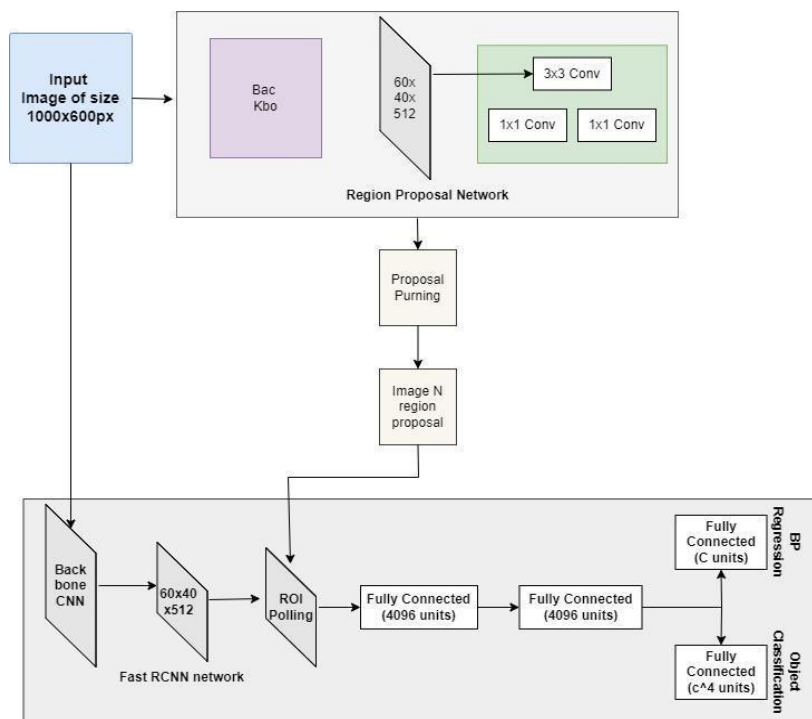 Input
Image of size
1000x600px
Bac
Kbo
60x
40x
512
3x3 Conv
1x1 Conv
1x1 Conv
Region Proposal Network
Proposal
Purning
Image N
region
proposal
Back
bone
CNN
60x40
x512
ROI
Polling
Fully Connected
(4096 units)
Fully Connected
(4096 units)
Fully
Connected
(C units)
BP
Regression
Fully
Connected
(c^4 units)
Object
Classification
Fast RCNN network